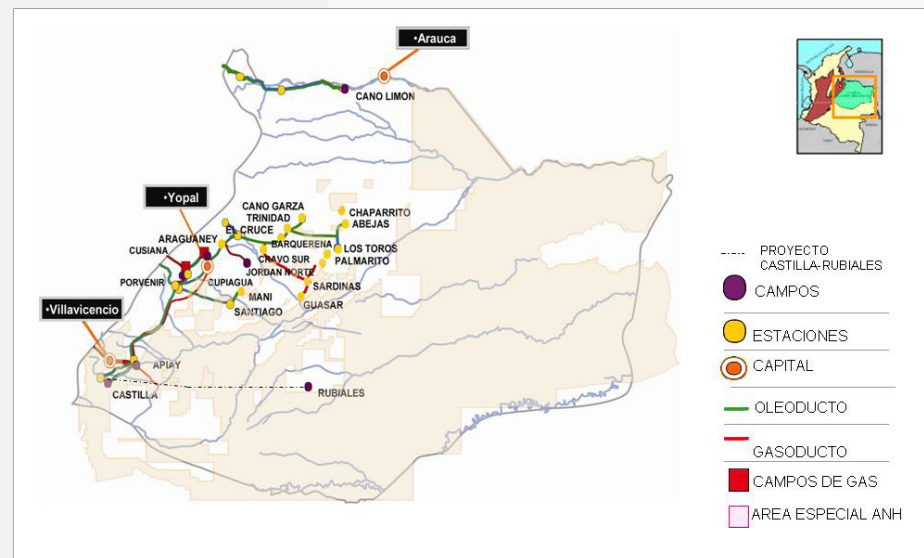 •Arauca
CANO LIMON
•Yopal
CANO GARZA
TRINIDAD
CHAPARRITO
ABEJAS
EL CRUCE
ARAGUANEY
CUSIANA
BARQUERENA
LOS TOROS
CRAVO SUR
PALMARITO
JORDAN NORTE
PORVENIR
CUPIAGUA
SARDINAS
MANI
GUASAR
SANTIAGO
•Villavicencio
APIAY
CASTILLA
RUBIALES
PROYECTO
CASTILLA-RUBIALES
CAMPOS
ESTACIONES
CAPITAL
OLEODUCTO
GASODUCTO
CAMPOS DE GAS
AREA ESPECIAL ANH